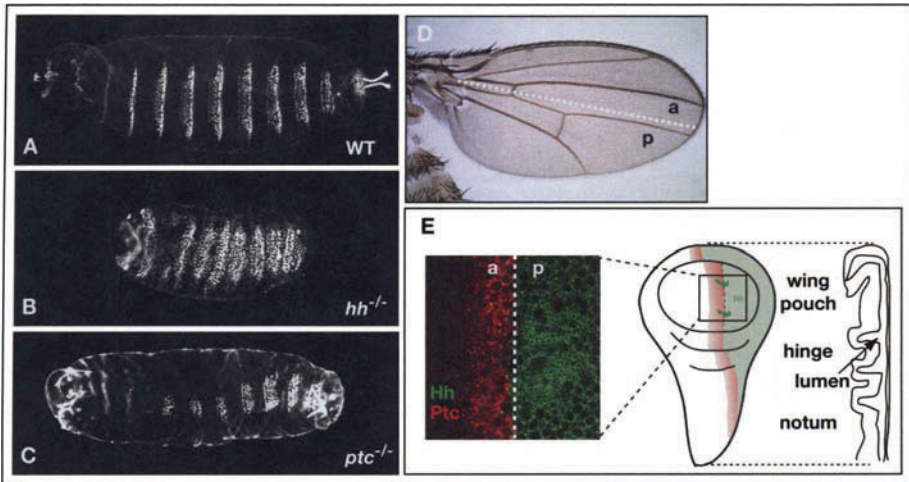 A
WT
B
hh-/-
C
ptc-/-
D
a
p
E
a
p
Hh
Ptc
wing
pouch
hinge
lumen
notum